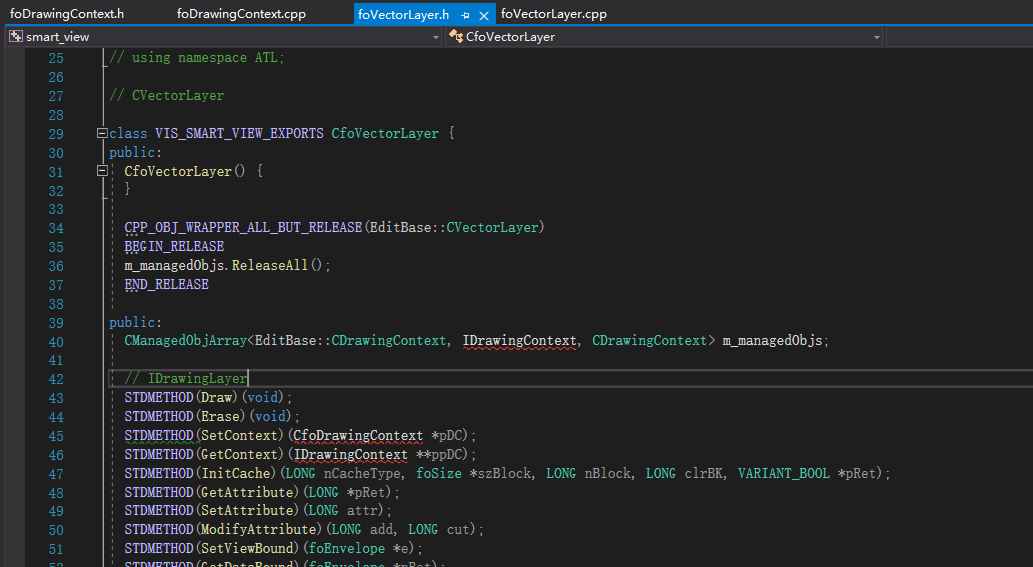 foDrawingContext.h foDrawingContext.cpp foVectorLayer.h foVectorLayer.cpp
smart_view CfoVectorLayer
25 // using namespace ATL;
26
27 // CVectorLayer
28
29 class VIS_SMART_VIEW_EXPORTS CfoVectorLayer {
30 public:
31 CfoVectorLayer() {
32 }
33
34 CPP_OBJ_WRAPPER_ALL_BUT_RELEASE(EditBase::CVectorLayer)
35 BEGIN_RELEASE
36 m_managedObjs.ReleaseAll();
37 END_RELEASE
38
39 public:
40 CManagedObjArray<EditBase::CDrawingContext, IDrawingContext, CDrawingContext> m_managedObjs;
41
42 // IDrawingLayer
43 STDMETHOD(Draw)(void);
44 STDMETHOD(Erase)(void);
45 STDMETHOD(SetContext)(CfoDrawingContext *pDC);
46 STDMETHOD(GetContext)(IDrawingContext **ppDC);
47 STDMETHOD(InitCache)(LONG nCacheType, foSize *szBlock, LONG nBlock, LONG clrBK, VARIANT_BOOL *pRet);
48 STDMETHOD(GetAttribute)(LONG *pRet);
49 STDMETHOD(SetAttribute)(LONG attr);
50 STDMETHOD(ModifyAttribute)(LONG add, LONG cut);
51 STDMETHOD(SetViewBound)(foEnvelope *e);